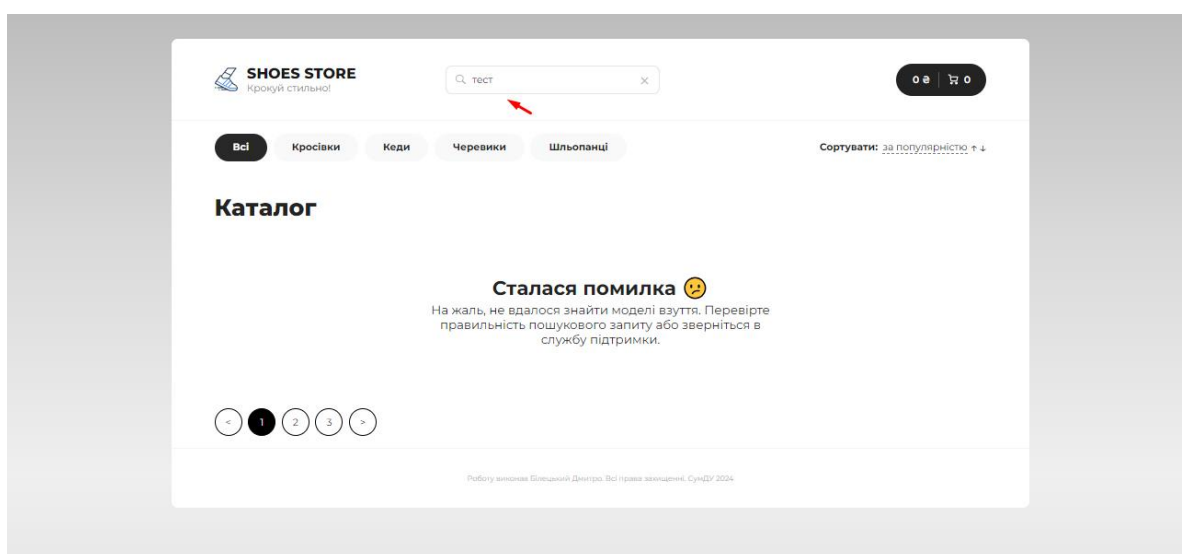 SHOES STORE
Крокуй стильно!
тест
0 ₴ 0
Всі Кросівки Кеди Черевики Шльопанці
Сортувати: за популярністю ↑ ↓
Каталог
Сталася помилка 😕
На жаль, не вдалося знайти моделі взуття. Перевірте
правильність пошукового запиту або зверніться в
службу підтримки.
< 1 2 3 >
Роботу виконав Білецький Дмитро. Всі права захищенні. СумДУ 2024